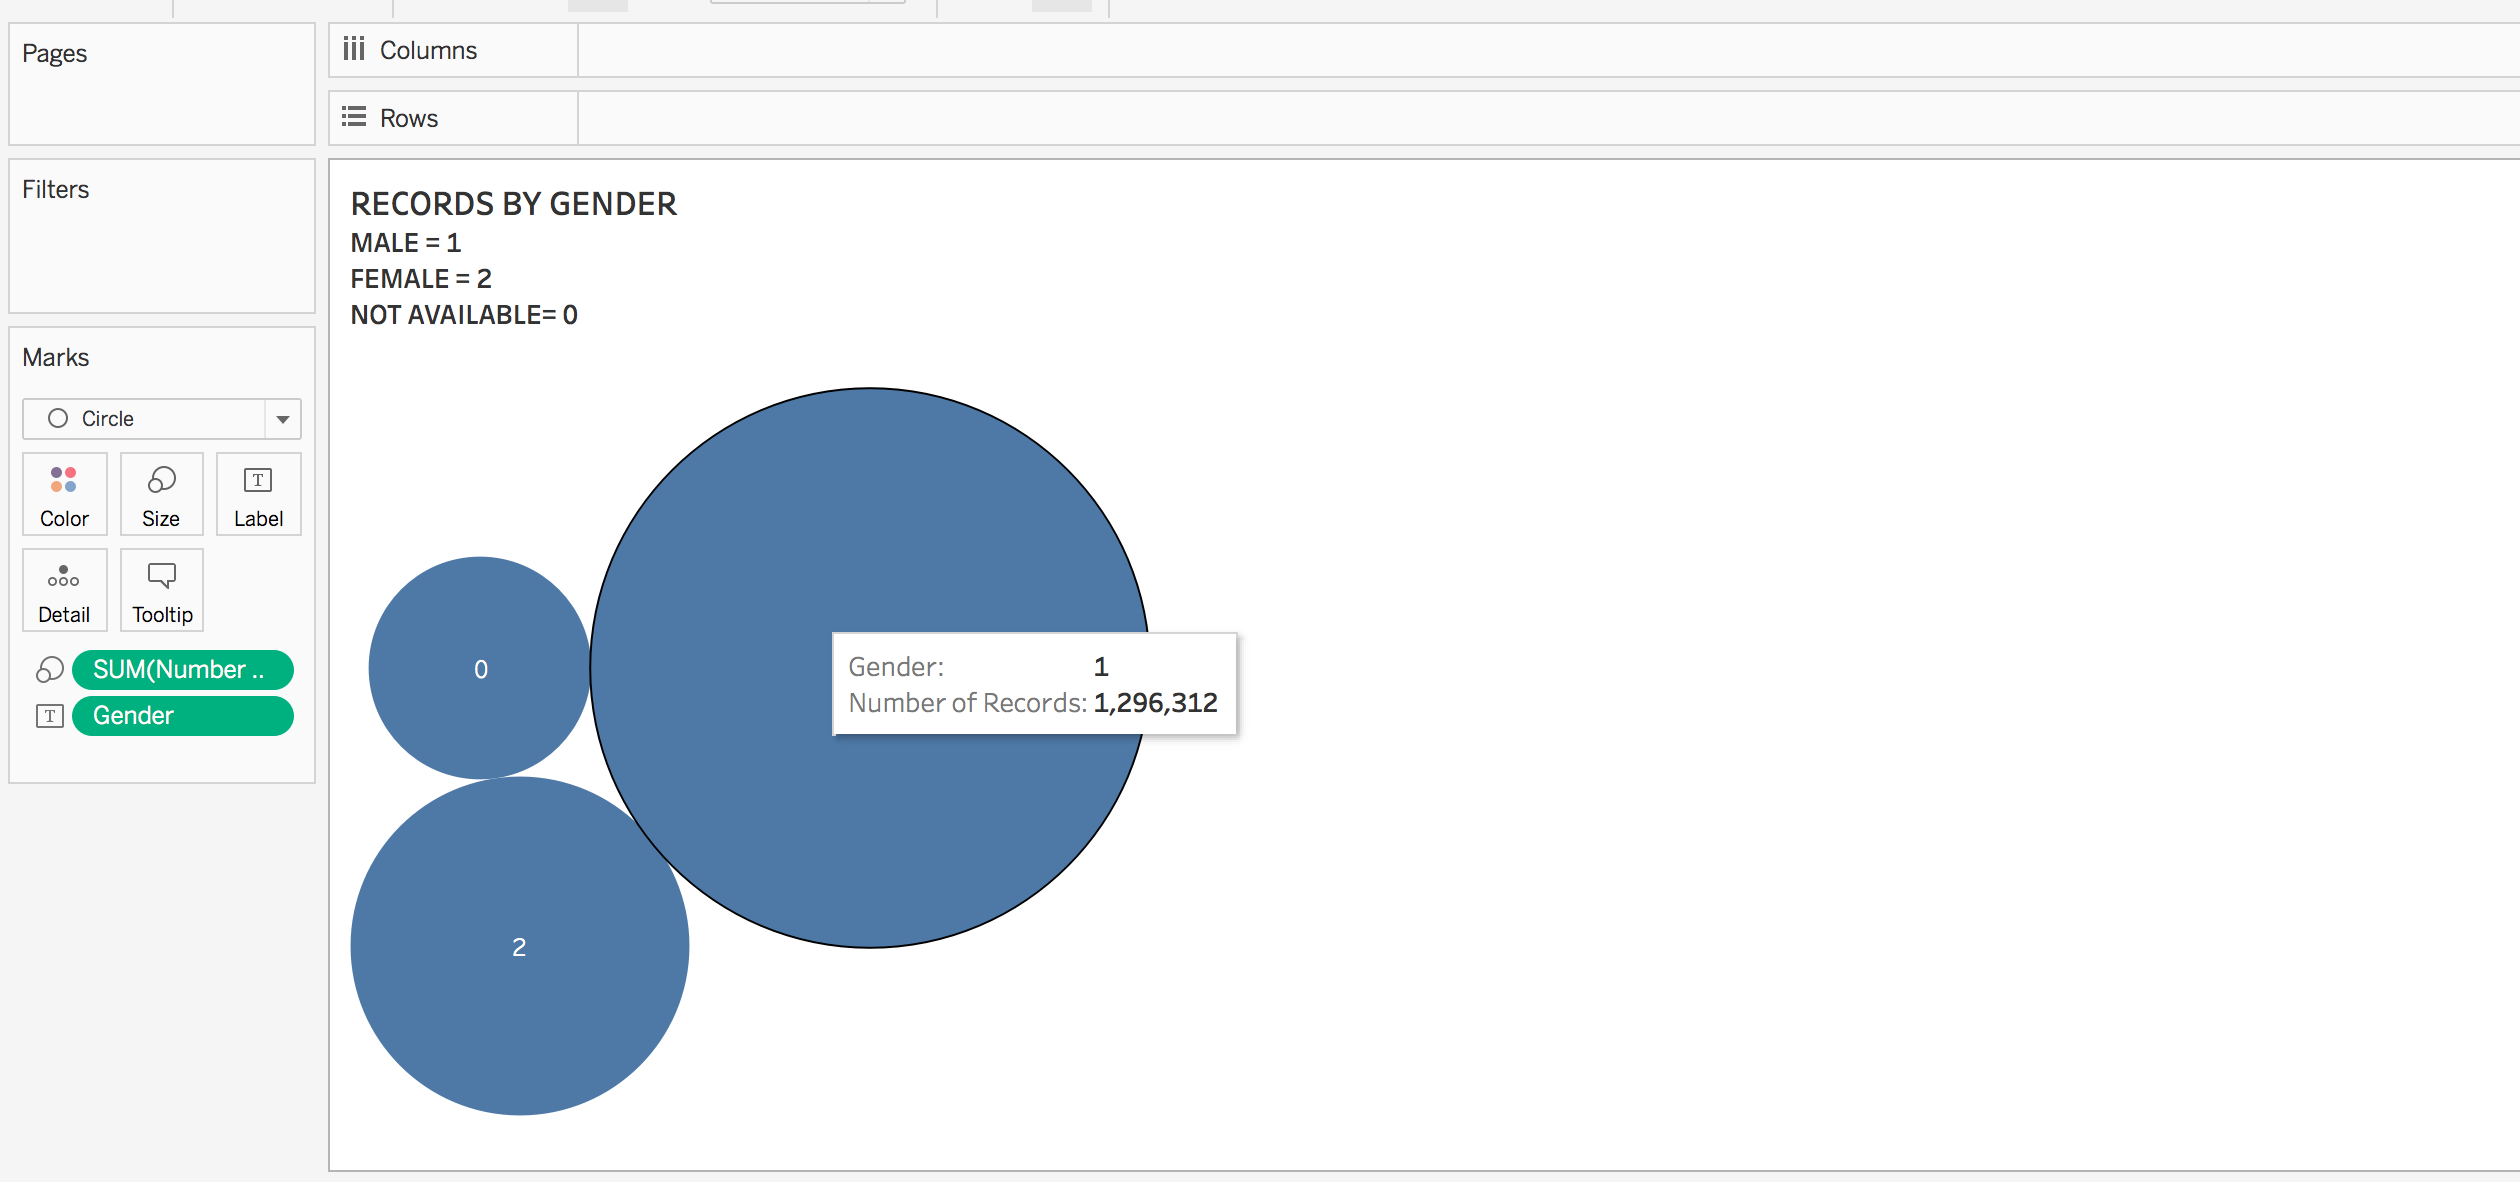 Pages
Columns
Rows
Filters
RECORDS BY GENDER
MALE = 1
FEMALE = 2
NOT AVAILABLE= 0
Marks
Circle
Color
Size
Label
Detail
Tooltip
SUM(Number ..
Gender
0
Gender: 1
Number of Records: 1,296,312
2